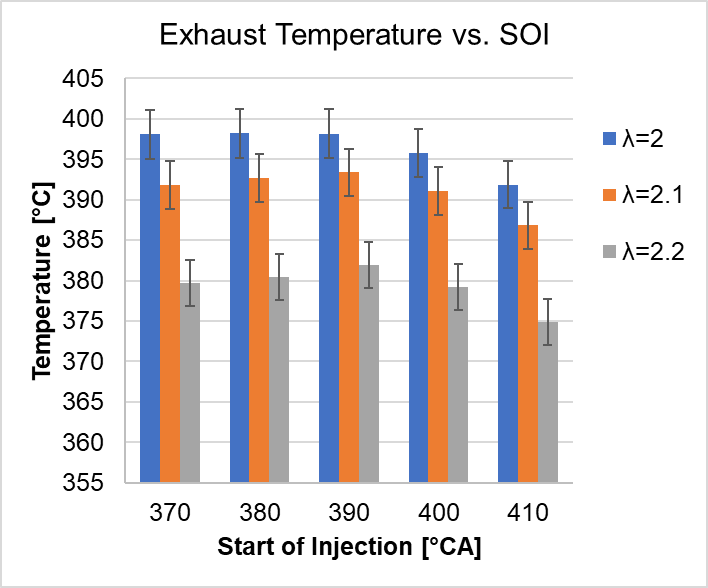 Exhaust Temperature vs. SOI
Temperature [°C]
405
400
395
390
385
380
375
370
365
360
355
370 380 390 400 410
Start of Injection [°CA]
λ=2
λ=2.1
λ=2.2